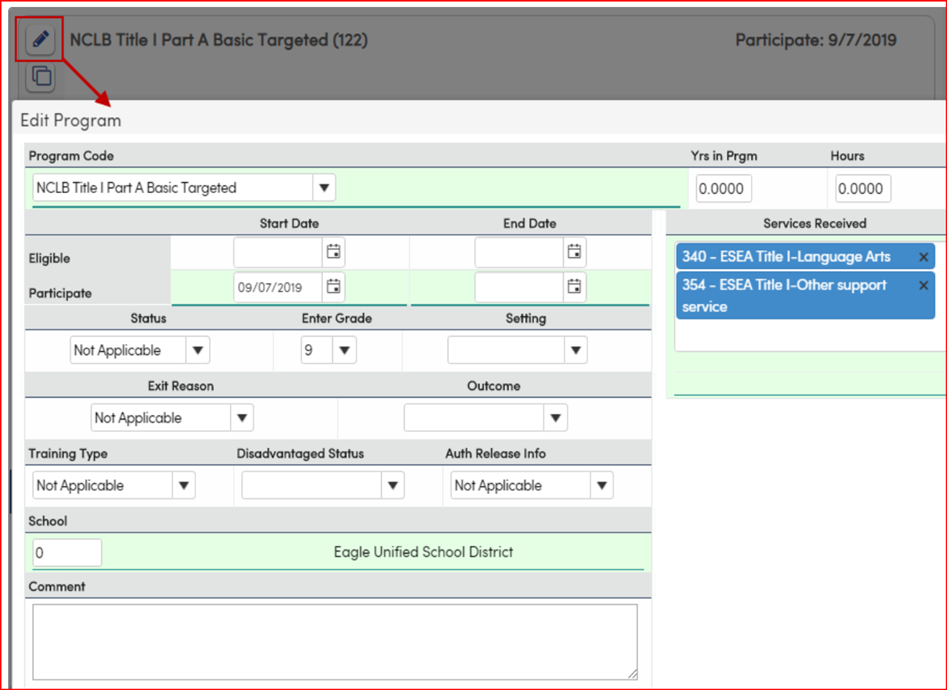 NCLB Title I Part A Basic Targeted (122) Participate: 9/7/2019
Edit Program
Program Code Yrs in Prgm Hours
NCLB Title I Part A Basic Targeted 0.0000 0.0000
Start Date End Date Services Received
Eligible
340 - ESEA Title I-Language Arts ×
Participate 09/07/2019
354 - ESEA Title I-Other support ×
service
Status Enter Grade Setting
Not Applicable 9
Exit Reason Outcome
Not Applicable
Training Type Disadvantaged Status Auth Release Info
Not Applicable Not Applicable
School
0 Eagle Unified School District
Comment